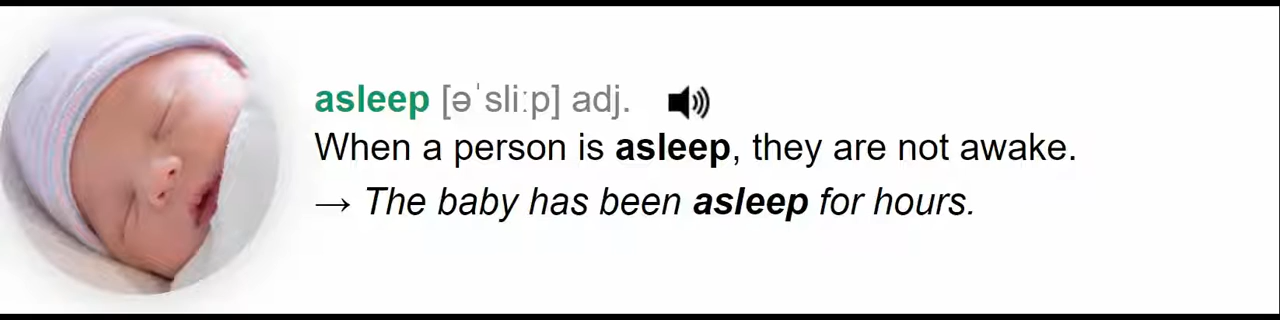 asleep [əˈsliːp] adj.
When a person is asleep, they are not awake.
→ The baby has been asleep for hours.